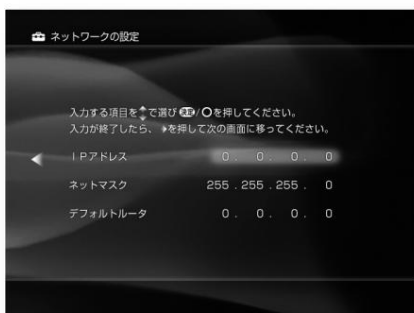 ネットワークの設定
入力する項目を▲▼で選び決定/○を押してください。
入力が終了したら、▶を押して次の画面に移ってください。
IPアドレス 0. 0. 0. 0
ネットマスク 255.255.255. 0
デフォルトルータ 0. 0. 0. 0